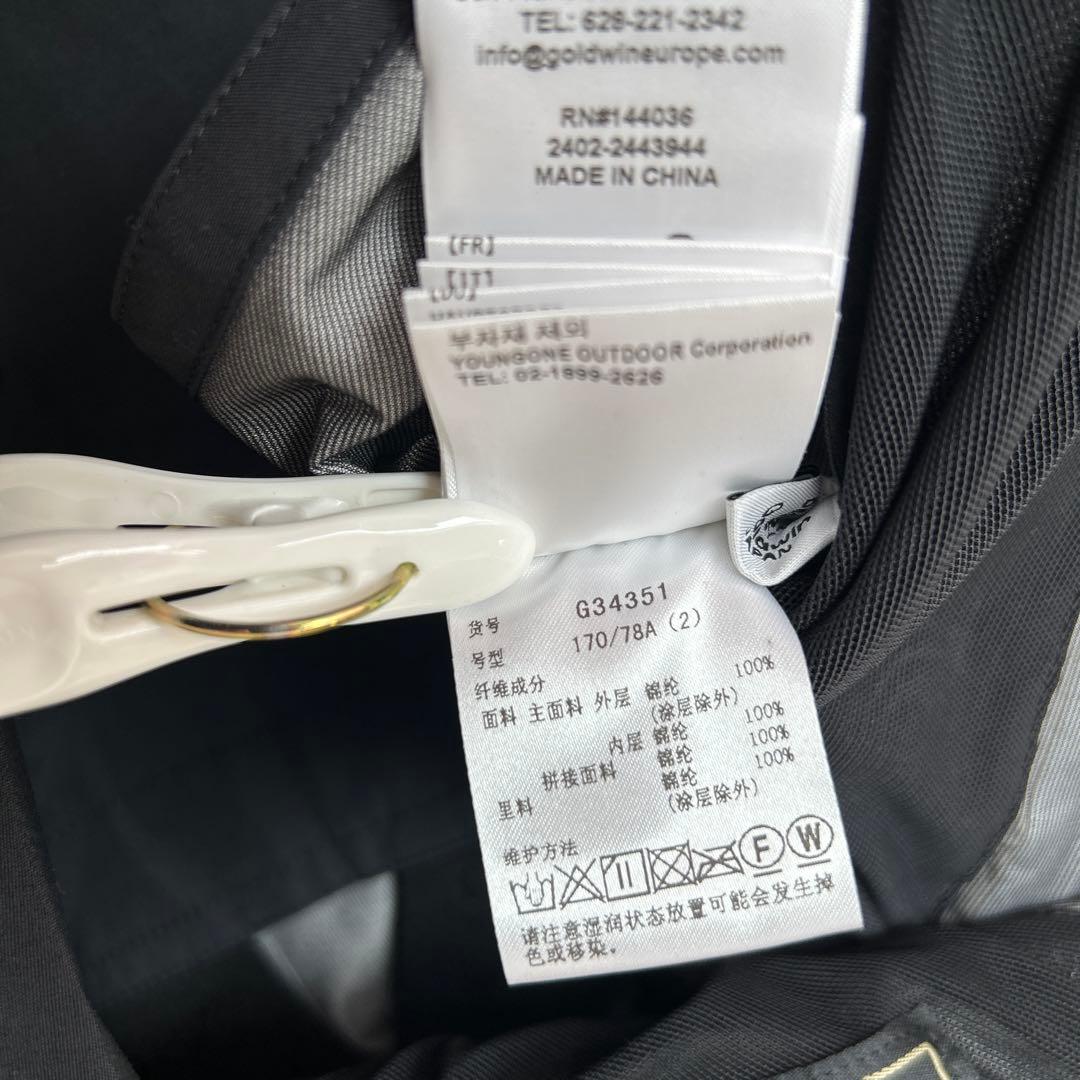 TEL: 628-221-2342
info@goldwineurope.com
RN#144036
2402-2443944
MADE IN CHINA
[FR]
[IT]
부자재 제외
YOUNGONE OUTDOOR Corporation
TEL: 02-1899-2626
货号 G34351
号型 170/78A (2)
纤维成分
面料 主面料 外层 锦纶 100%
(涂层除外)
内层 锦纶 100%
拼接面料 锦纶 100%
里料 锦纶 100%
(涂层除外)
维护方法
F W
请注意湿润状态放置可能会发生掉
色或移染。